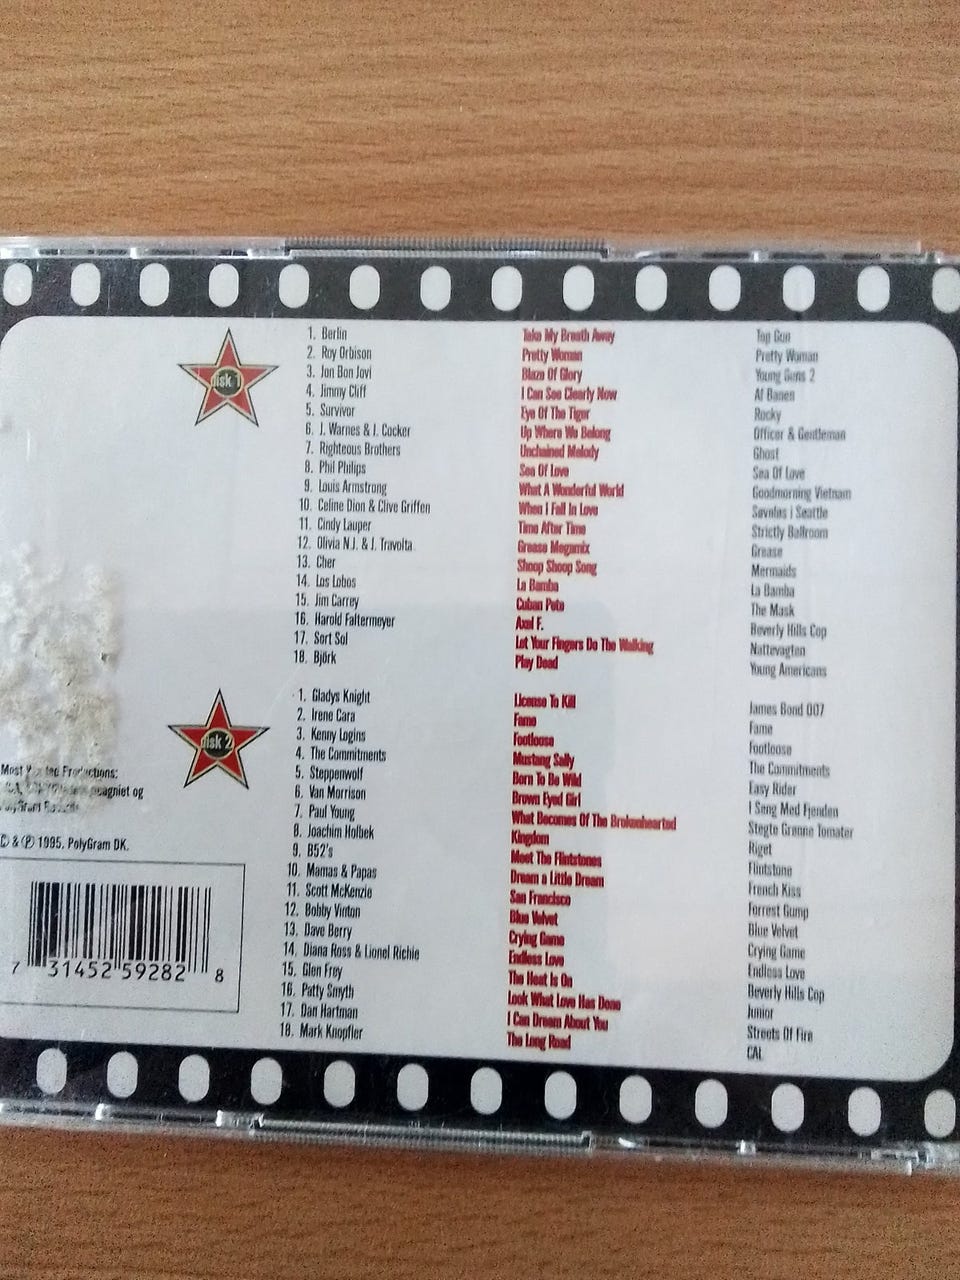 disk 1
1. Berlin Take My Breath Away Top Gun
2. Roy Orbison Pretty Woman Pretty Woman
3. Jon Bon Jovi Blaze Of Glory Young Guns 2
4. Jimmy Cliff I Can See Clearly Now Af Banen
5. Survivor Eye Of The Tiger Rocky
6. J. Warnes & J. Cocker Up Where We Belong Officer & Gentleman
7. Righteous Brothers Unchained Melody Ghost
8. Phil Philips Sea Of Love Sea Of Love
9. Louis Armstrong What A Wonderful World Goodmorning Vietnam
10. Celine Dion & Clive Griffen When I Fall In Love Søvnløs i Seattle
11. Cindy Lauper Time After Time Strictly Ballroom
12. Olivia N.J. & J. Travolta Grease Megamix Grease
13. Cher Shoop Shoop Song Mermaids
14. Los Lobos La Bamba La Bamba
15. Jim Carrey Cuban Pete The Mask
16. Harold Faltermeyer Axel F. Beverly Hills Cop
17. Sort Sol Let Your Fingers Do The Walking Nattevagten
18. Björk Play Dead Young Americans
disk 2
1. Gladys Knight License To Kill James Bond 007
2. Irene Cara Fame Fame
3. Kenny Logins Footloose Footloose
4. The Commitments Mustang Sally The Commitments
5. Steppenwolf Born To Be Wild Easy Rider
6. Van Morrison Brown Eyed Girl I Seng Med Fjenden
7. Paul Young What Becomes Of The Brokenhearted Stegte Grønne Tomater
8. Joachim Holbek Kingdom Riget
9. B52's Meet The Flintstones Flintstone
10. Mamas & Papas Dream a Little Dream French Kiss
11. Scott McKenzie San Francisco Forrest Gump
12. Bobby Vinton Blue Velvet Blue Velvet
13. Dave Berry Crying Game Crying Game
14. Diana Ross & Lionel Richie Endless Love Endless Love
15. Glen Frey The Heat Is On Beverly Hills Cop
16. Patty Smyth Look What Love Has Done Junior
17. Dan Hartman I Can Dream About You Streets Of Fire
18. Mark Knopfler The Long Road CAL
Most Productions:
og
© & ℗ 1995. PolyGram DK.
7 31452 59282 8